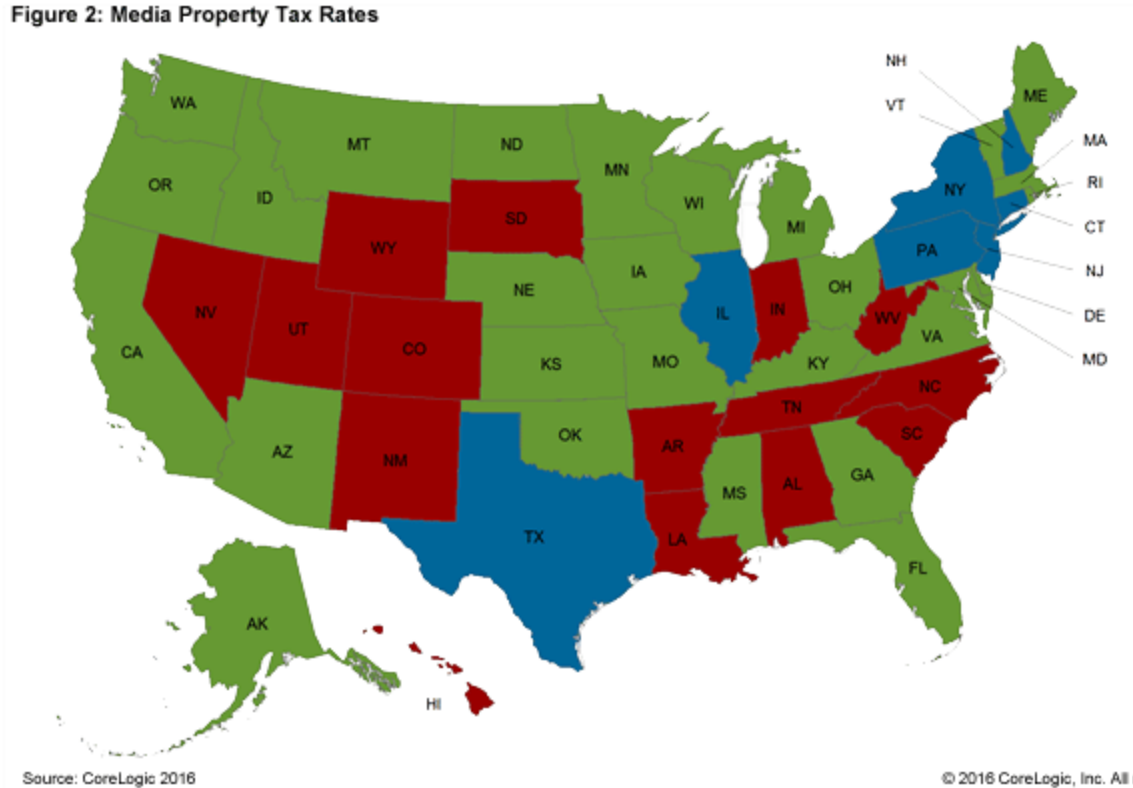 Figure 2: Media Property Tax Rates
NH
VT
ME
WA
MT
ND
MN
MA
OR
ID
WI
NY
RI
SD
MI
CT
WY
PA
IA
NJ
NE
OH
NV
IL
IN
DE
UT
WV
CA
CO
KS
MO
VA
KY
MD
NC
TN
AZ
NM
OK
AR
SC
GA
MS
AL
TX
LA
FL
AK
HI
Source: CoreLogic 2016
© 2016 CoreLogic, Inc. All